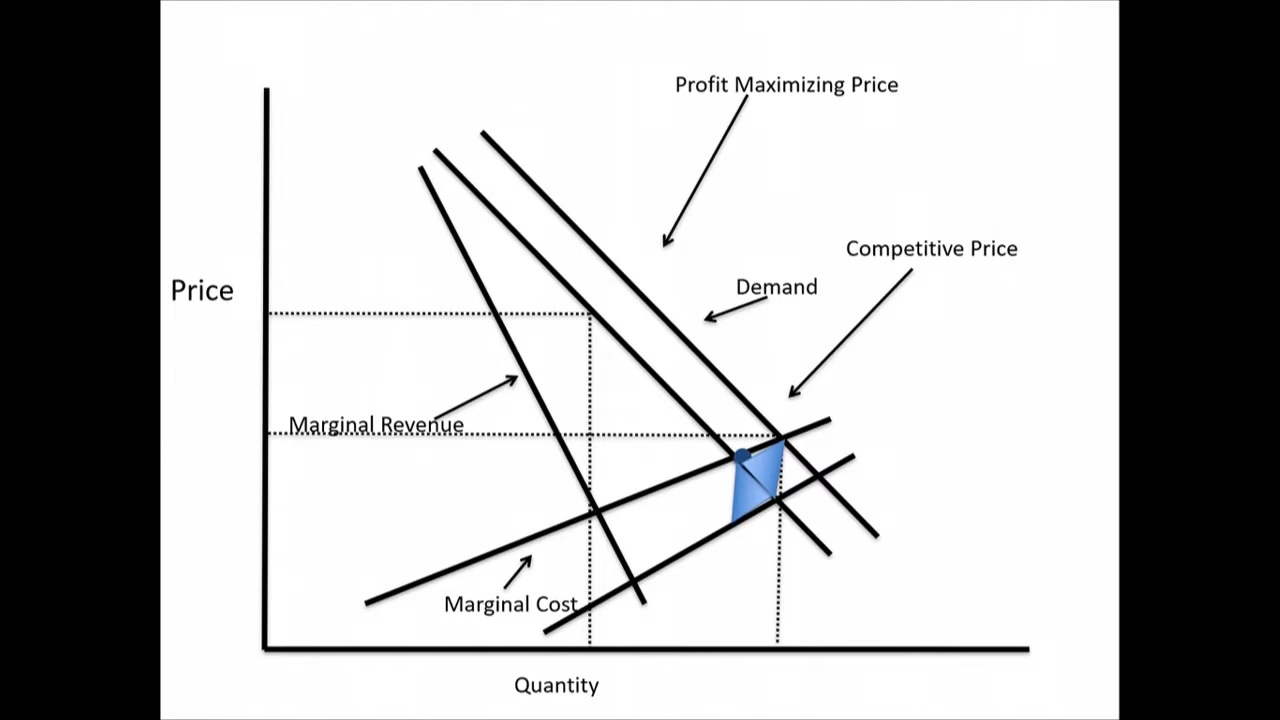 Profit Maximizing Price
Competitive Price
Demand
Price
Marginal Revenue
Marginal Cost
Quantity